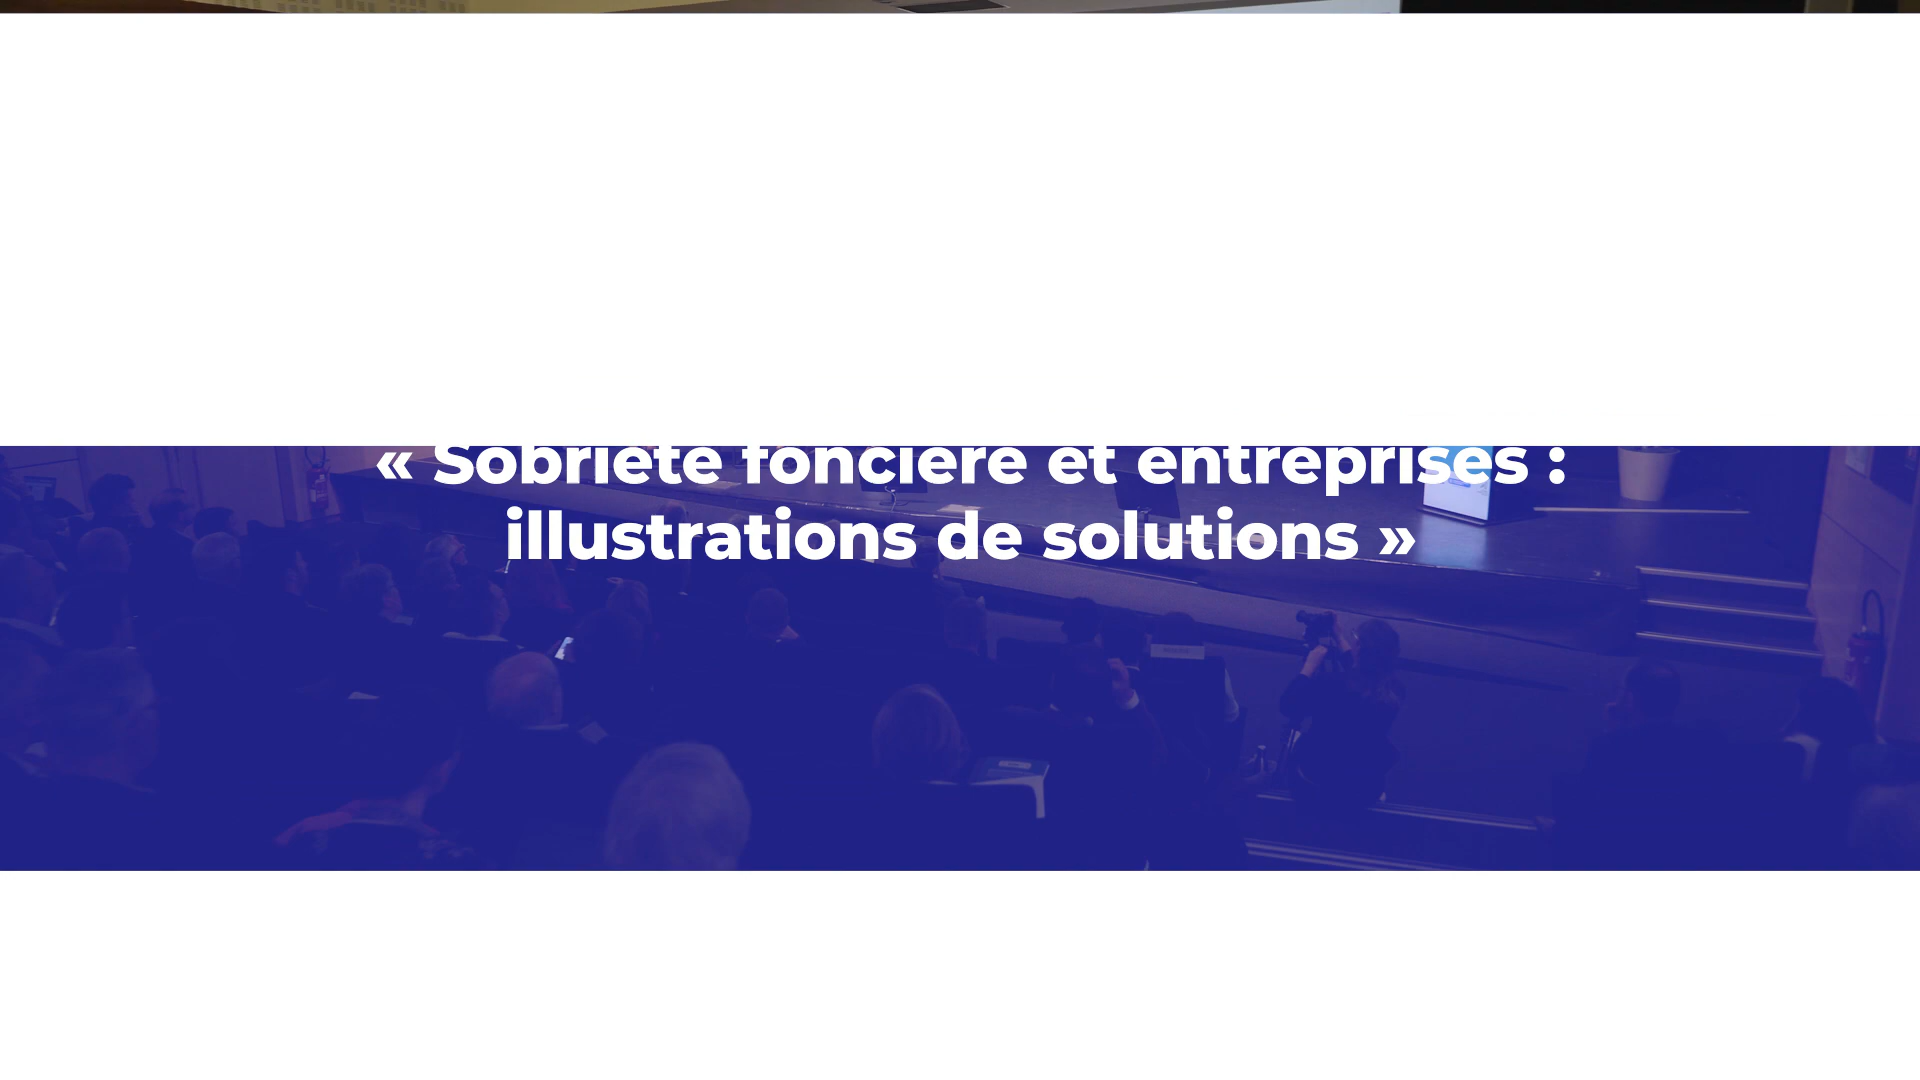 « Sobriété foncière et entreprises :
illustrations de solutions »